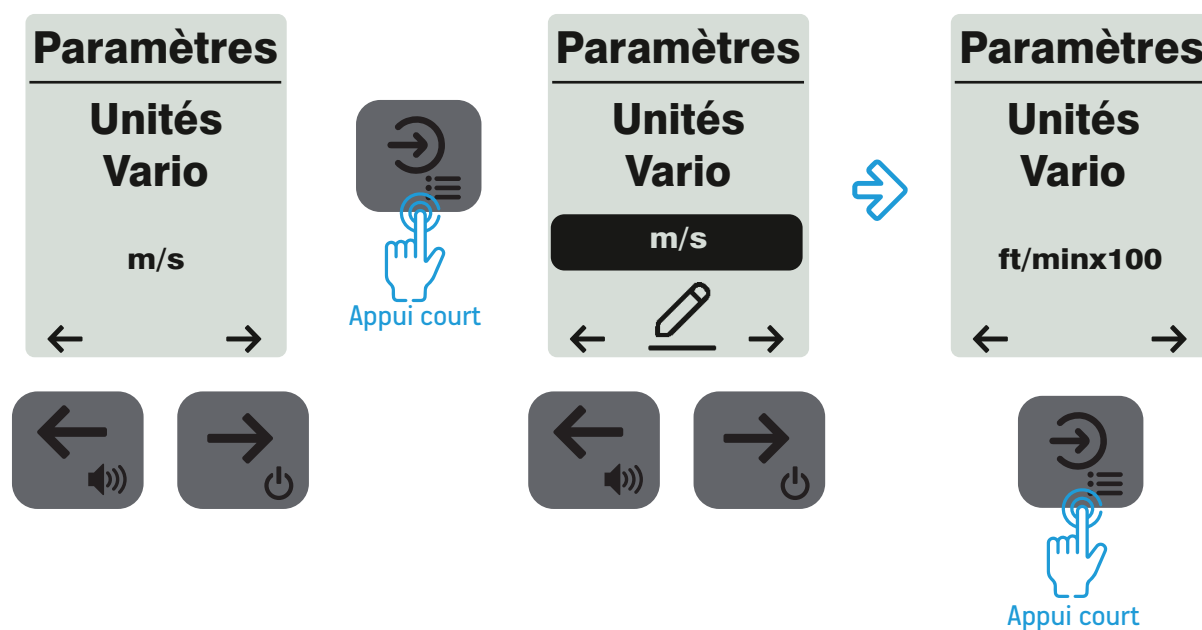 Paramètres
Unités
Vario
m/s
Appui court
Paramètres
Unités
Vario
m/s
Paramètres
Unités
Vario
ft/minx100
Appui court